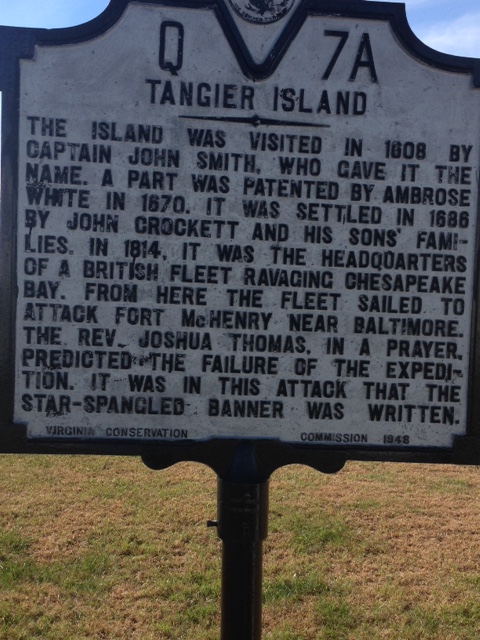 Q 7A
TANGIER ISLAND
THE ISLAND WAS VISITED IN 1608 BY
CAPTAIN JOHN SMITH, WHO GAVE IT THE
NAME. A PART WAS PATENTED BY AMBROSE
WHITE IN 1670. IT WAS SETTLED IN 1686
BY JOHN CROCKETT AND HIS SONS' FAMI-
LIES. IN 1814, IT WAS THE HEADQUARTERS
OF A BRITISH FLEET RAVAGING CHESAPEAKE
BAY. FROM HERE THE FLEET SAILED TO
ATTACK FORT McHENRY NEAR BALTIMORE.
THE REV. JOSHUA THOMAS, IN A PRAYER,
PREDICTED THE FAILURE OF THE EXPEDI-
TION. IT WAS IN THIS ATTACK THAT THE
STAR-SPANGLED BANNER WAS WRITTEN.
VIRGINIA CONSERVATION COMMISSION 1948